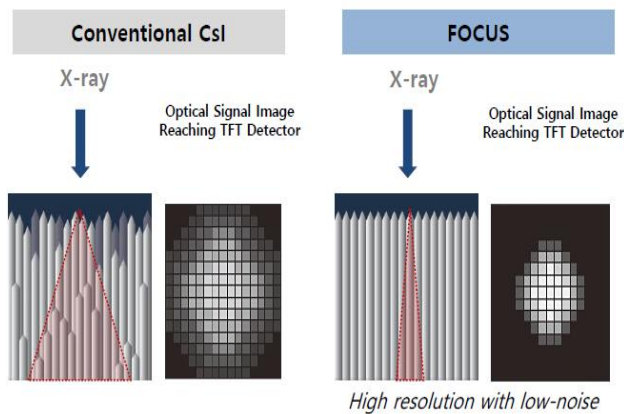 Conventional CsI
X-ray
Optical Signal Image
Reaching TFT Detector
FOCUS
X-ray
Optical Signal Image
Reaching TFT Detector
High resolution with low-noise